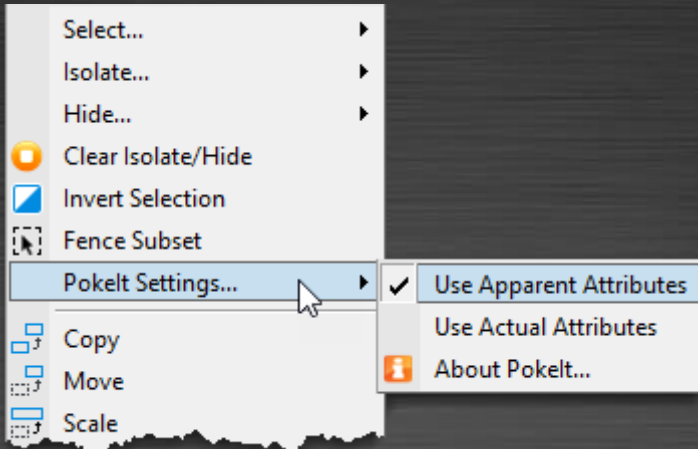 Select...
Isolate...
Hide...
Clear Isolate/Hide
Invert Selection
Fence Subset
PokeIt Settings...
Use Apparent Attributes
Use Actual Attributes
About PokeIt...
Copy
Move
Scale